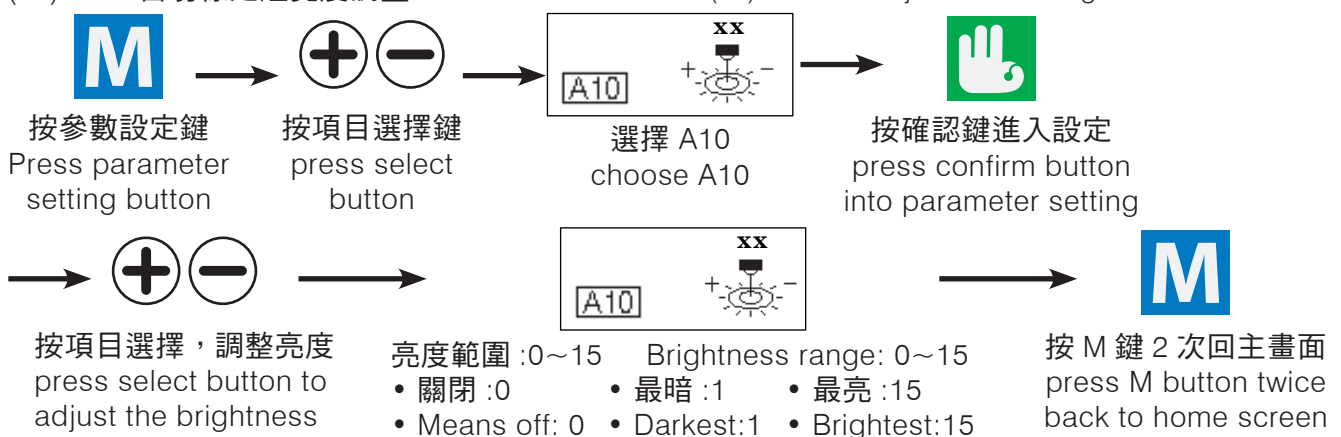 M
按參數設定鍵
Press parameter
setting button
按項目選擇鍵
press select
button
xx
+ -
A10
選擇 A10
choose A10
按確認鍵進入設定
press confirm button
into parameter setting
按項目選擇,調整亮度
press select button to
adjust the brightness
xx
+ -
A10
亮度範圍 :0~15 Brightness range: 0~15
• 關閉 :0 • 最暗 :1 • 最亮 :15
• Means off: 0 • Darkest:1 • Brightest:15
M
按 M 鍵 2 次回主畫面
press M button twice
back to home screen